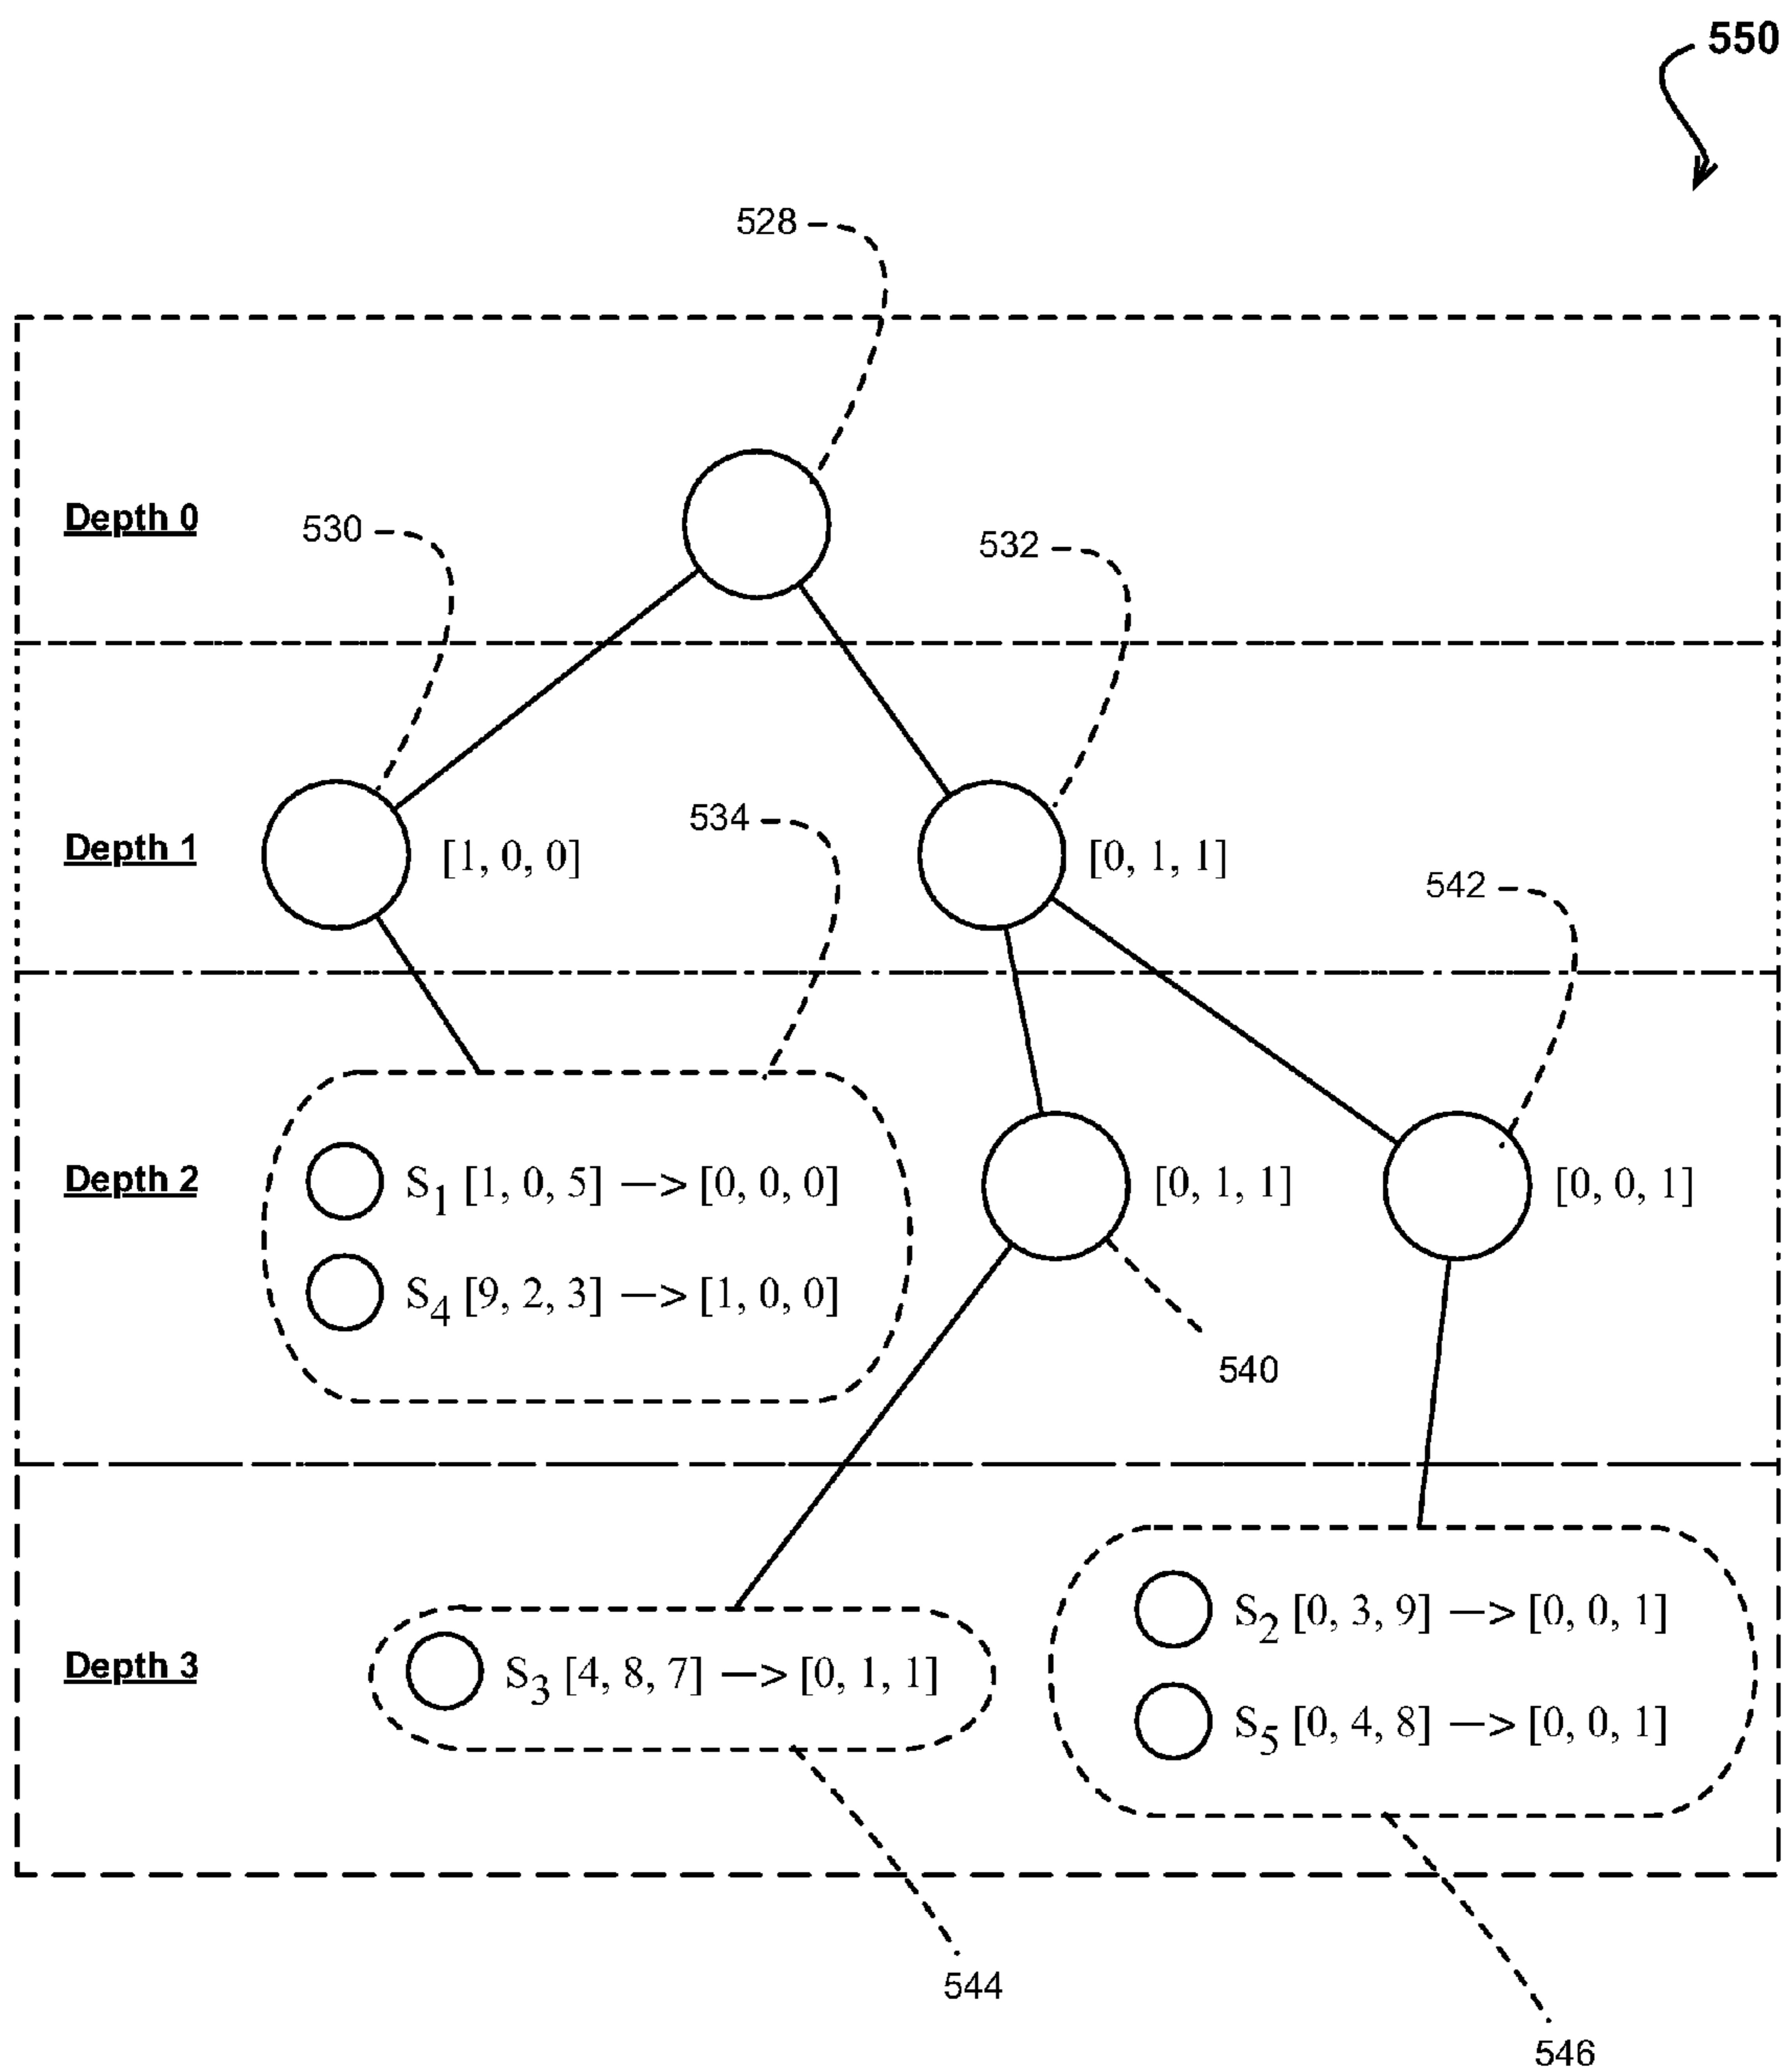 550
528
Depth 0
530
532
Depth 1
[1, 0, 0]
534
[0, 1, 1]
542
Depth 2
S1 [1, 0, 5] —> [0, 0, 0]
S4 [9, 2, 3] —> [1, 0, 0]
[0, 1, 1]
[0, 0, 1]
540
Depth 3
S3 [4, 8, 7] —> [0, 1, 1]
S2 [0, 3, 9] —> [0, 0, 1]
S5 [0, 4, 8] —> [0, 0, 1]
544
546